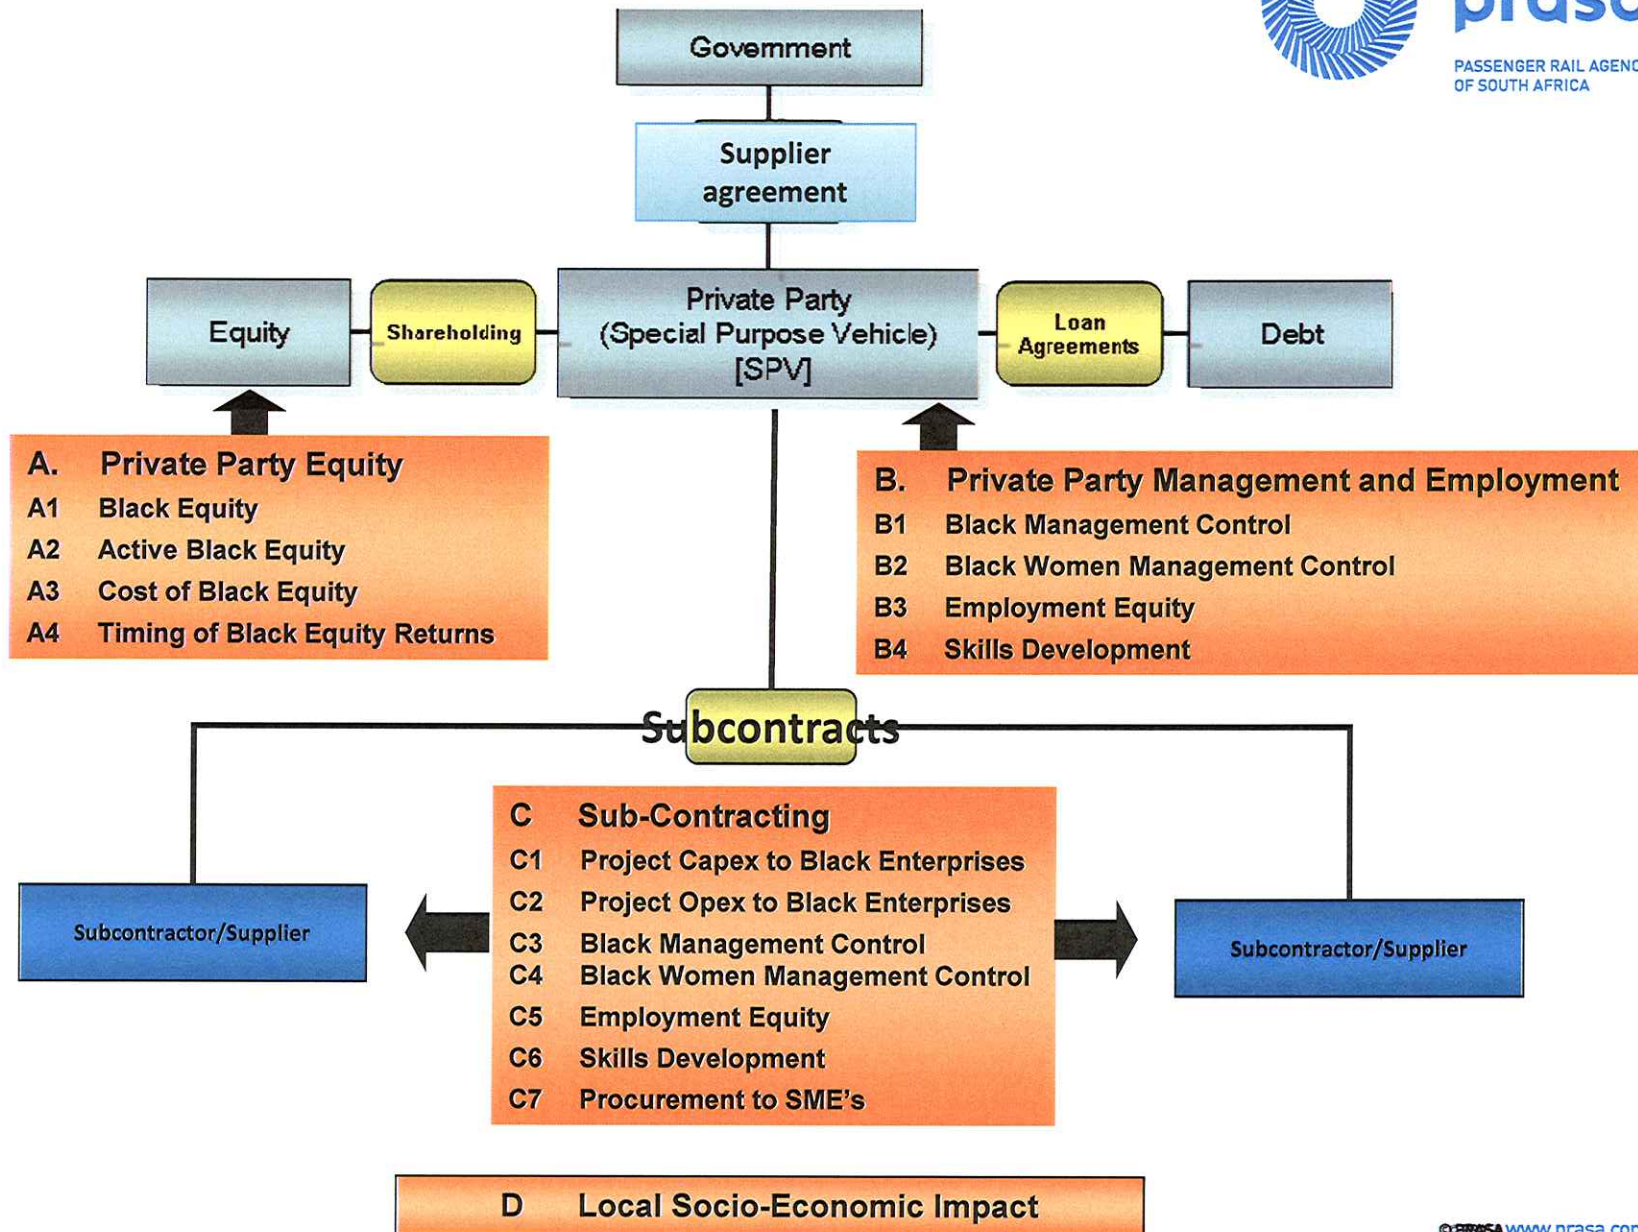 prasa
PASSENGER RAIL AGENC
OF SOUTH AFRICA
Government
Supplier
agreement
Equity
Shareholding
Private Party
(Special Purpose Vehicle)
[SPV]
Loan
Agreements
Debt
A. Private Party Equity
A1 Black Equity
A2 Active Black Equity
A3 Cost of Black Equity
A4 Timing of Black Equity Returns
B. Private Party Management and Employment
B1 Black Management Control
B2 Black Women Management Control
B3 Employment Equity
B4 Skills Development
Subcontracts
C Sub-Contracting
C1 Project Capex to Black Enterprises
C2 Project Opex to Black Enterprises
C3 Black Management Control
C4 Black Women Management Control
C5 Employment Equity
C6 Skills Development
C7 Procurement to SME's
Subcontractor/Supplier
Subcontractor/Supplier
D Local Socio-Economic Impact
www.prasa.com